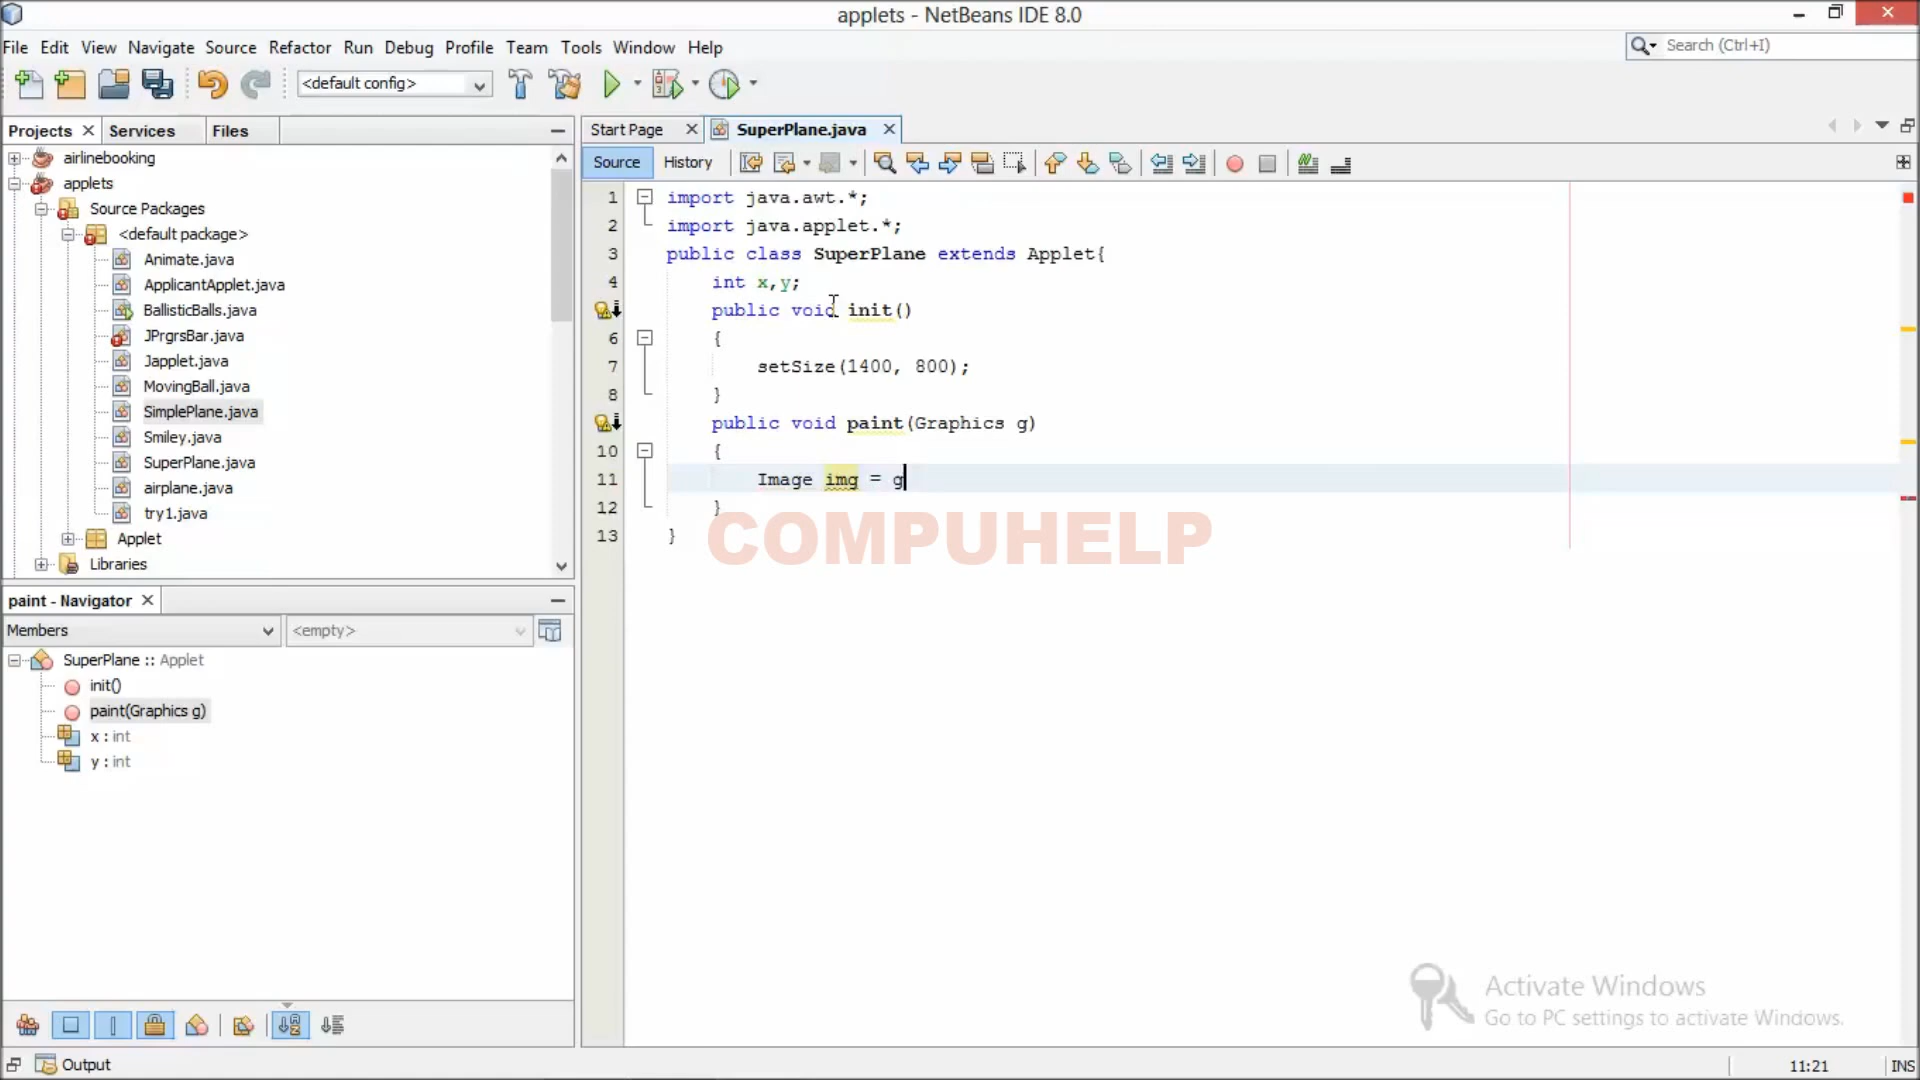 applets - NetBeans IDE 8.0
File Edit View Navigate Source Refactor Run Debug Profile Team Tools Window Help
Search (Ctrl+I)
<default config>
Projects Services Files
airlinebooking
applets
Source Packages
<default package>
Animate.java
ApplicantApplet.java
BallisticBalls.java
JPrgrsBar.java
Japplet.java
MovingBall.java
SimplePlane.java
Smiley.java
SuperPlane.java
airplane.java
try1.java
Applet
Libraries
paint - Navigator
Members <empty>
SuperPlane :: Applet
init()
paint(Graphics g)
x : int
y : int
Output
Start Page SuperPlane.java
Source History
1 import java.awt.*;
2 import java.applet.*;
3 public class SuperPlane extends Applet{
4 int x,y;
public void init()
6 {
7 setSize(1400, 800);
8 }
public void paint(Graphics g)
10 {
11 Image img = g
12 }
13 }
COMPUHELP
Activate Windows
Go to PC settings to activate Windows.
11:21 INS